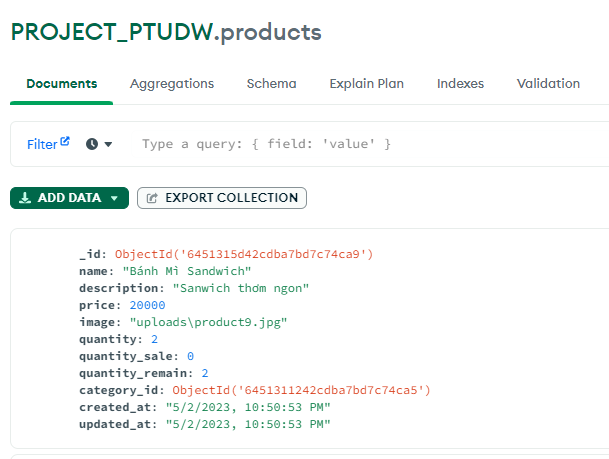 PROJECT_PTUDW.products
Documents Aggregations Schema Explain Plan Indexes Validation
Filter Type a query: { field: 'value' }
ADD DATA EXPORT COLLECTION
_id: ObjectId('6451315d42cdba7bd7c74ca9')
name: "Bánh Mì Sandwich"
description: "Sanwich thơm ngon"
price: 20000
image: "uploads\product9.jpg"
quantity: 2
quantity_sale: 0
quantity_remain: 2
category_id: ObjectId('6451311242cdba7bd7c74ca5')
created_at: "5/2/2023, 10:50:53 PM"
updated_at: "5/2/2023, 10:50:53 PM"